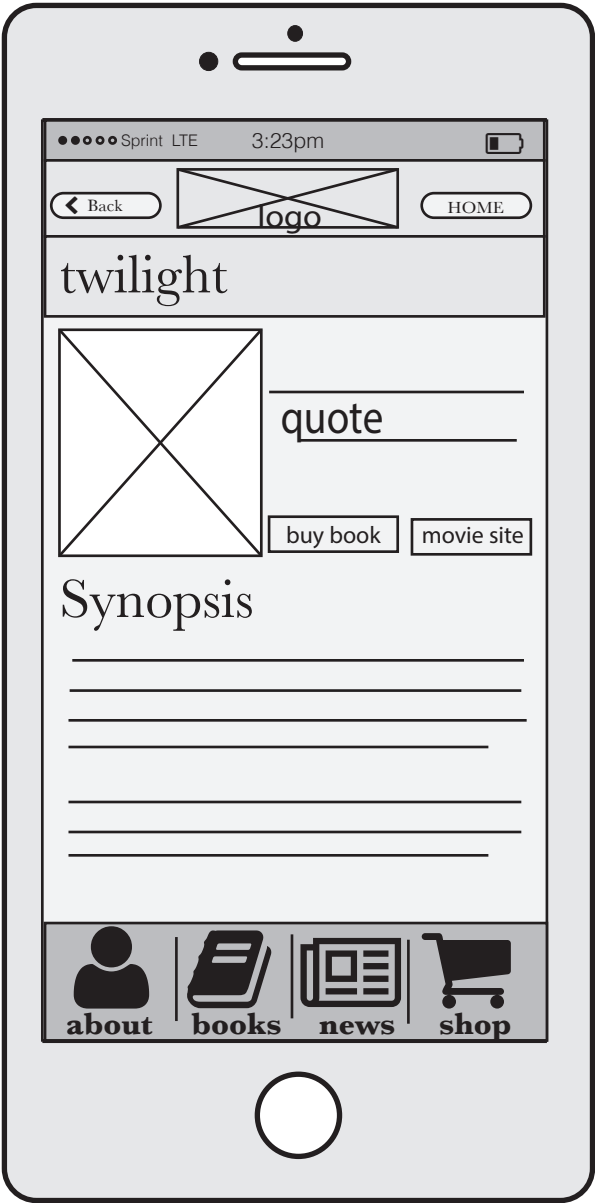 Sprint LTE 3:23pm
Back logo HOME
twilight
quote
buy book movie site
Synopsis
about books news shop